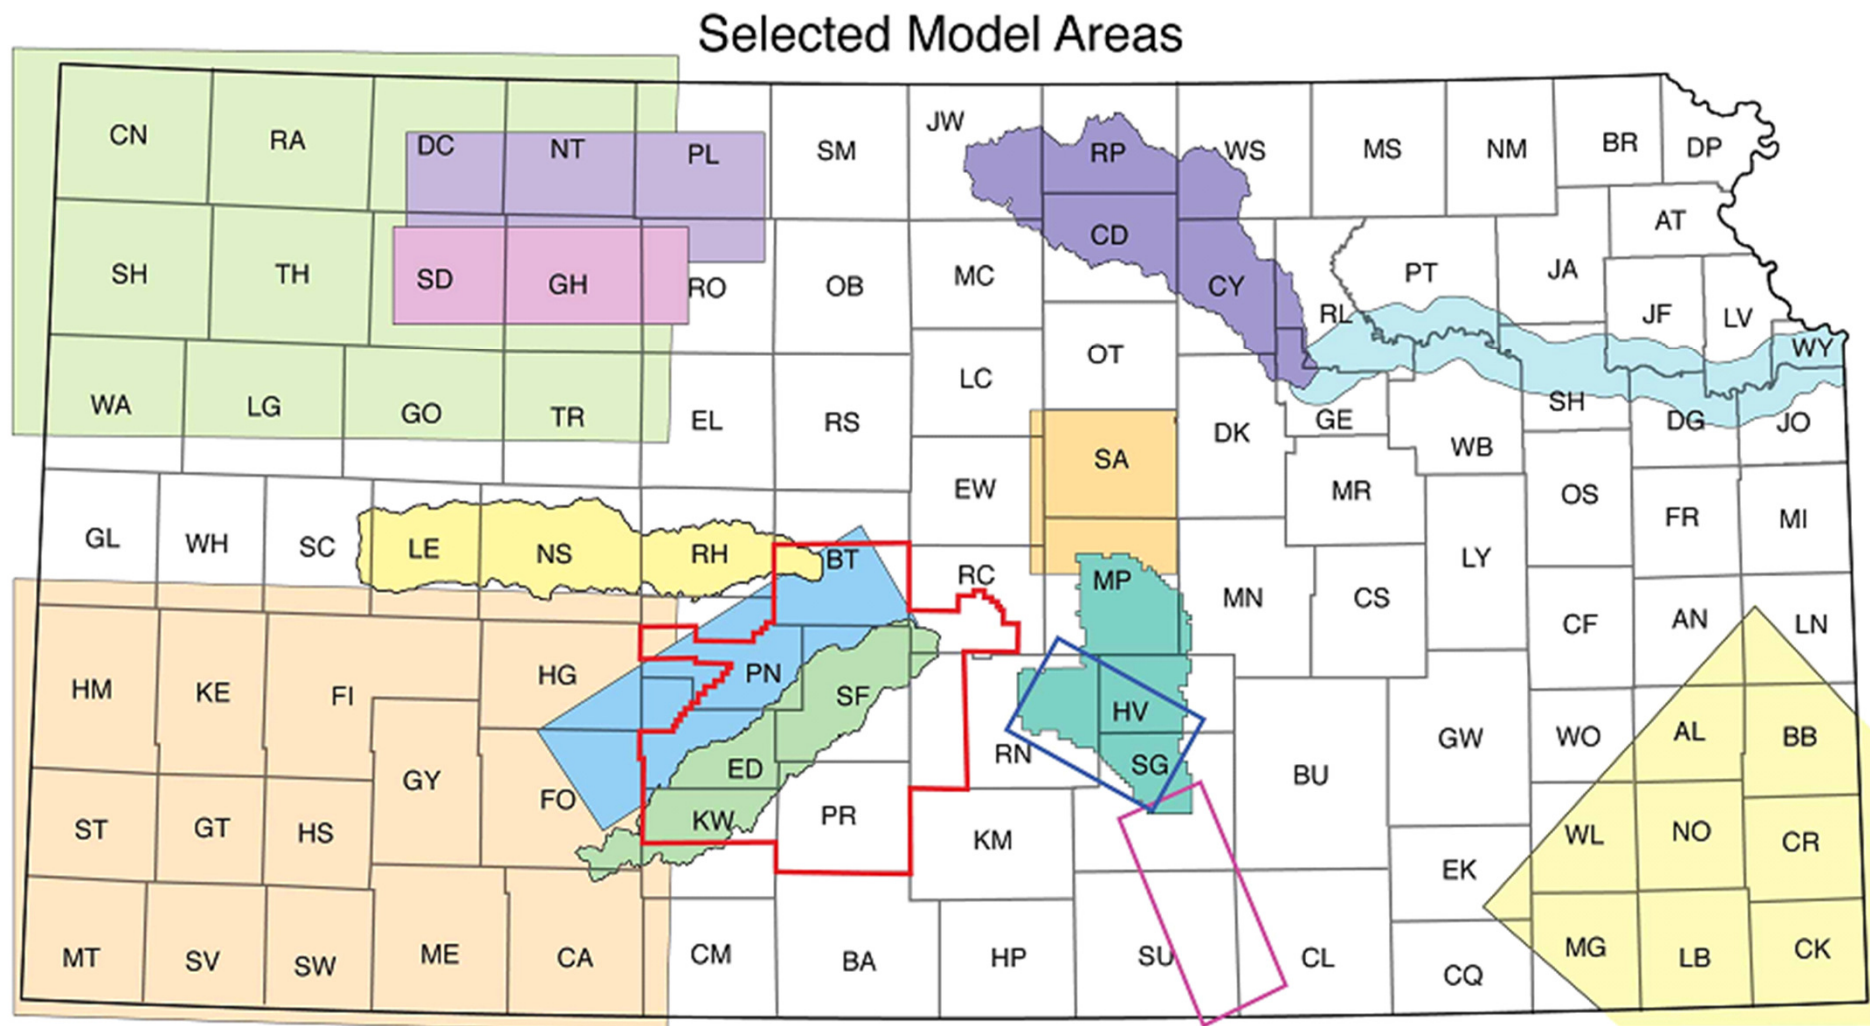 Selected Model Areas
CN RA DC NT PL SM JW RP WS MS NM BR DP
SH TH SD GH RO OB MC CD CY RL PT JA AT
JF LV WY
WA LG GO TR EL RS LC OT DK GE WB SH DG JO
EW SA MR OS FR MI
GL WH SC LE NS RH BT RC MP MN CS LY CF AN LN
HM KE FI HG PN SF HV RN SG BU GW WO AL BB
ST GT HS GY FO ED KW PR KM EK WL NO CR
MT SV SW ME CA CM BA HP SU CL CQ MG LB CK